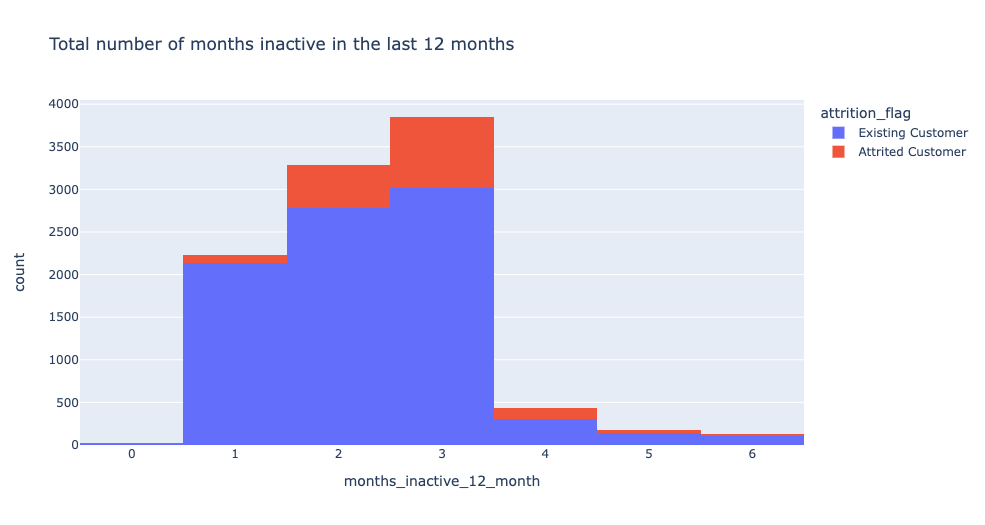 Total number of months inactive in the last 12 months
attrition_flag
Existing Customer
Attrited Customer
count
4000
3500
3000
2500
2000
1500
1000
500
0
0 1 2 3 4 5 6
months_inactive_12_month